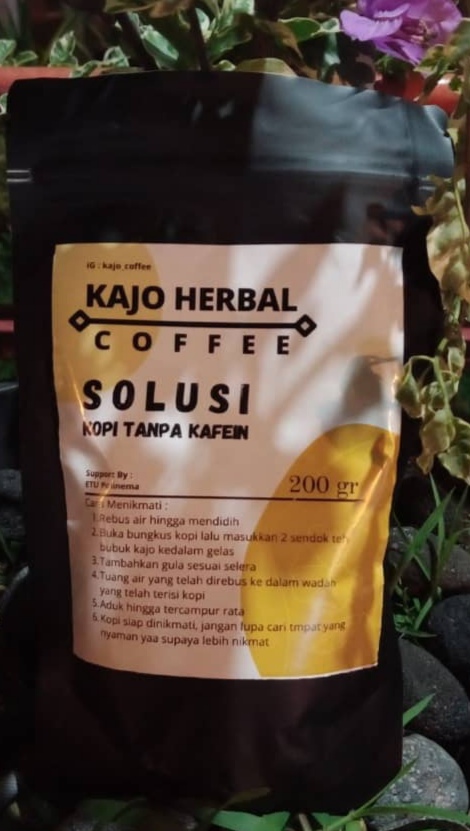 IG : kajo_coffee
KAJO HERBAL
COFFEE
SOLUSI
KOPI TANPA KAFEIN
Support By :
ETU
200 gr
Cara Menikmati :
1.Rebus air hingga mendidih
2.Buka bungkus kopi lalu masukkan 2 sendok teh
bubuk kajo kedalam gelas
3.Tambahkan gula sesuai selera
4.Tuang air yang telah direbus ke dalam wadah
yang telah terisi kopi
5.Aduk hingga tercampur rata
6.Kopi siap dinikmati, jangan lupa cari tmpat yang
nyaman yaa supaya lebih nikmat